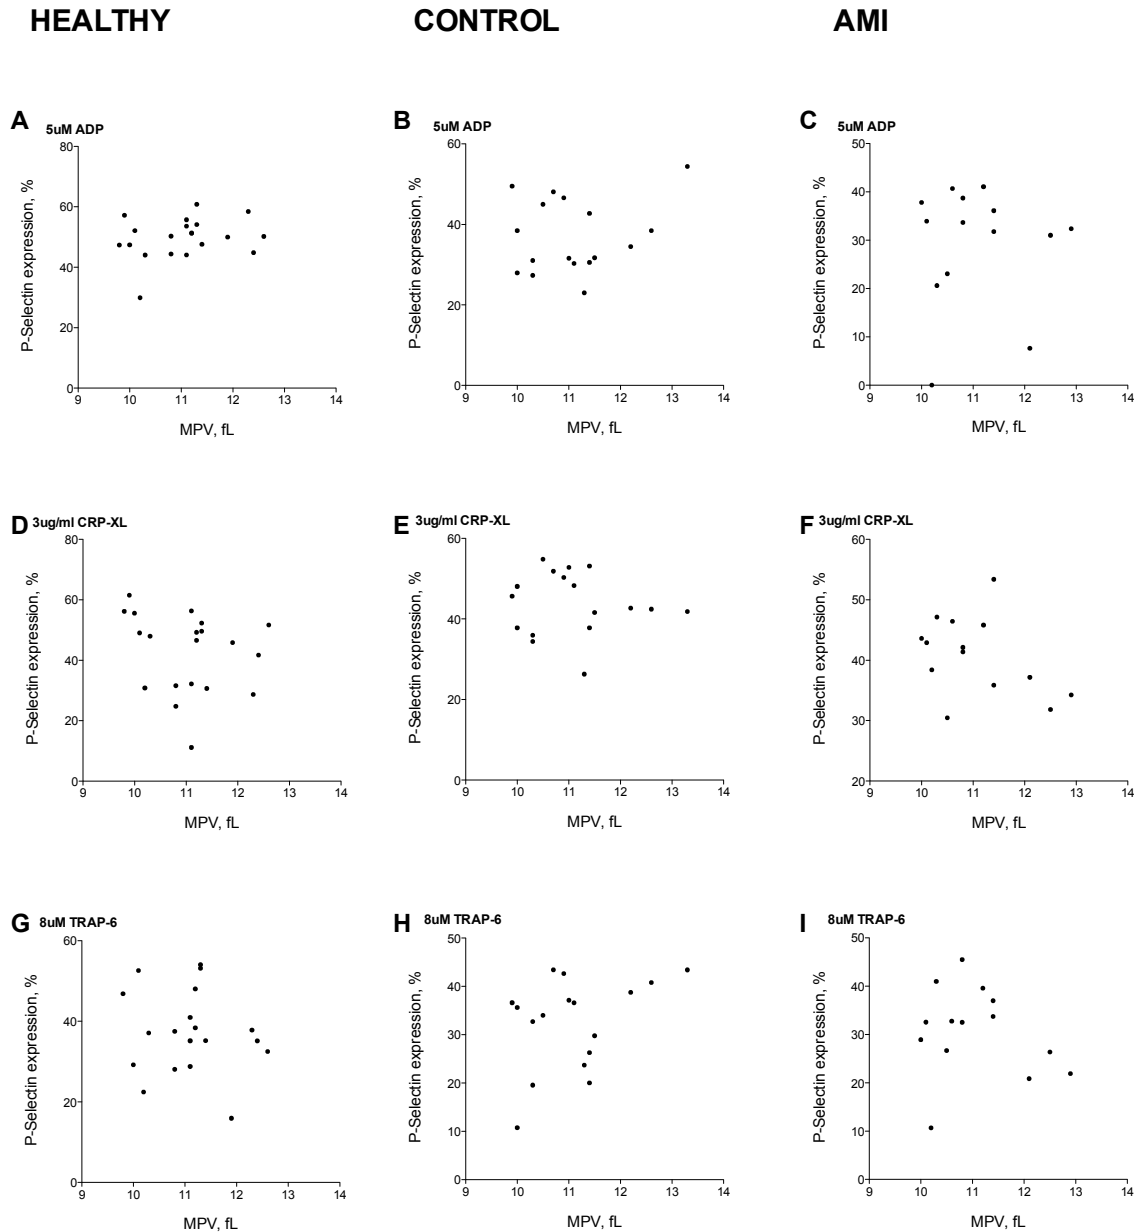 HEALTHY CONTROL AMI
A 5uM ADP
80
60
40
20
0
9 10 11 12 13 14
P-Selectin expression, %
MPV, fL
B 5uM ADP
60
40
20
0
9 10 11 12 13 14
P-Selectin expression, %
MPV, fL
C 5uM ADP
50
40
30
20
10
0
9 10 11 12 13 14
P-Selectin expression, %
MPV, fL
D 3ug/ml CRP-XL
80
60
40
20
0
9 10 11 12 13 14
P-Selectin expression, %
MPV, fL
E 3ug/ml CRP-XL
60
40
20
0
9 10 11 12 13 14
P-Selectin expression, %
MPV, fL
F 3ug/ml CRP-XL
60
50
40
30
20
9 10 11 12 13 14
P-Selectin expression, %
MPV, fL
G 8uM TRAP-6
60
40
20
0
9 10 11 12 13 14
P-Selectin expression, %
MPV, fL
H 8uM TRAP-6
50
40
30
20
10
0
9 10 11 12 13 14
P-Selectin expression, %
MPV, fL
I 8uM TRAP-6
50
40
30
20
10
0
9 10 11 12 13 14
P-Selectin expression, %
MPV, fL